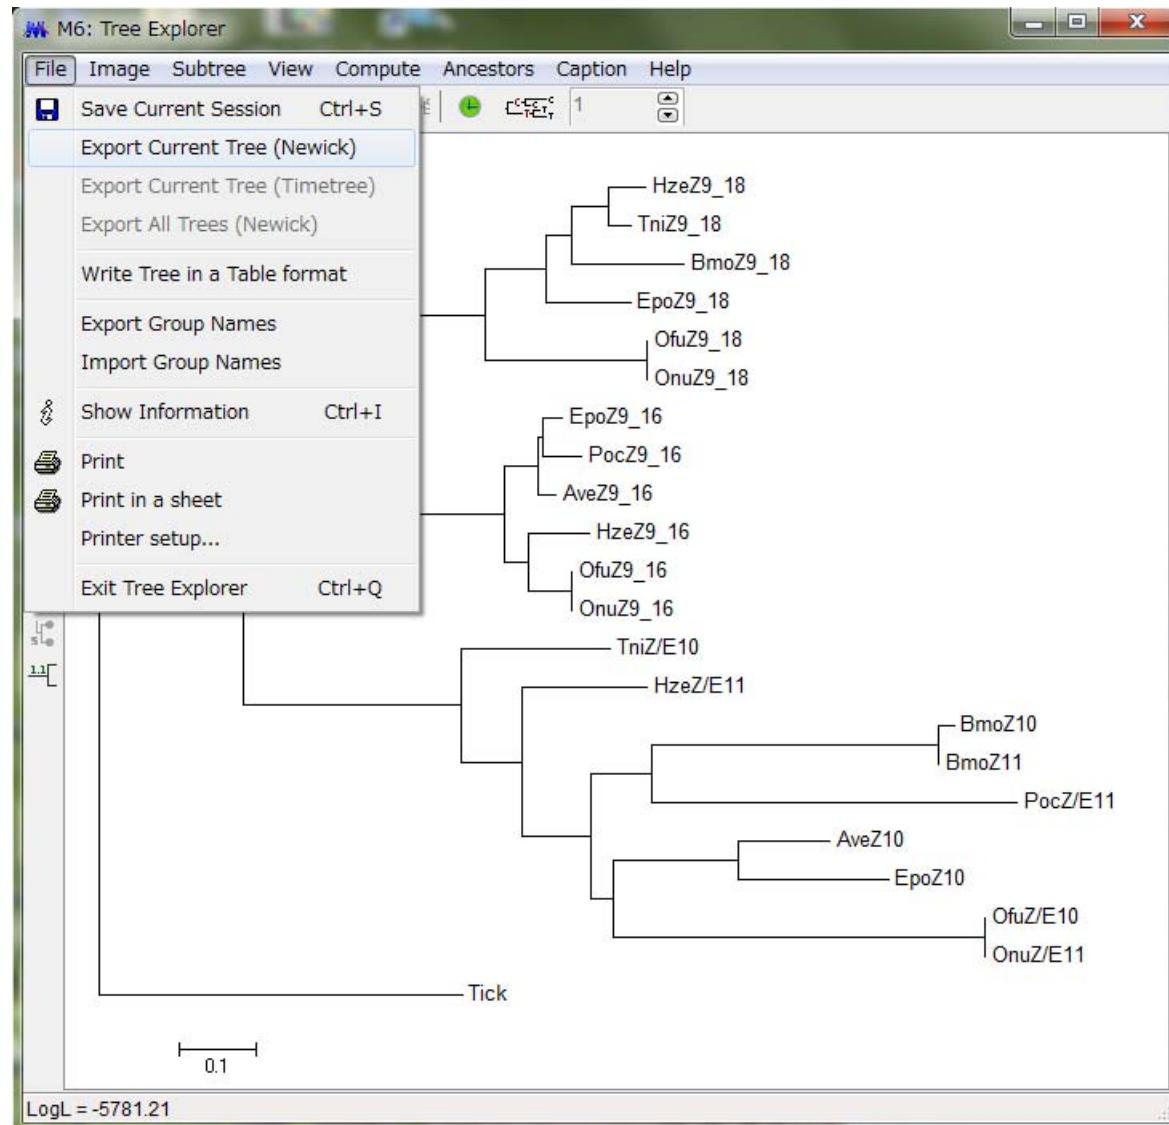 M6: Tree Explorer
File Image Subtree View Compute Ancestors Caption Help
Save Current Session Ctrl+S
1
Export Current Tree (Newick)
Export Current Tree (Timetree)
Export All Trees (Newick)
Write Tree in a Table format
Export Group Names
Import Group Names
Show Information Ctrl+I
Print
Print in a sheet
Printer setup...
Exit Tree Explorer Ctrl+Q
HzeZ9_18
TniZ9_18
BmoZ9_18
EpoZ9_18
OfuZ9_18
OnuZ9_18
EpoZ9_16
PocZ9_16
AveZ9_16
HzeZ9_16
OfuZ9_16
OnuZ9_16
TniZ/E10
HzeZ/E11
BmoZ10
BmoZ11
PocZ/E11
AveZ10
EpoZ10
OfuZ/E10
OnuZ/E11
Tick
0.1
LogL = -5781.21